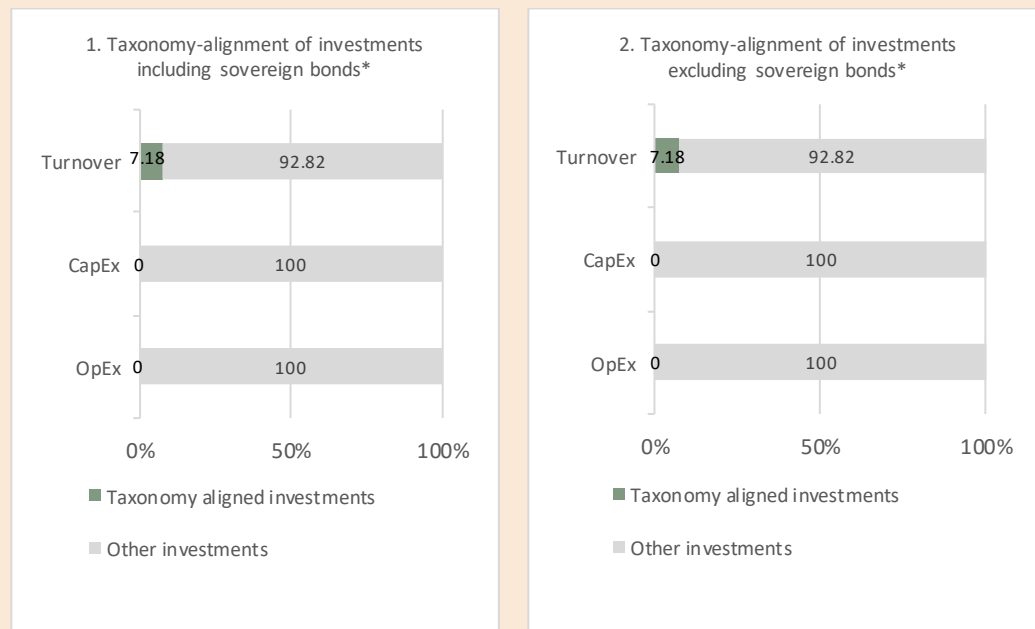 1. Taxonomy-alignment of investments
including sovereign bonds*
Turnover 7.18 92.82
CapEx 0 100
OpEx 0 100
0% 50% 100%
Taxonomy aligned investments
Other investments
2. Taxonomy-alignment of investments
excluding sovereign bonds*
Turnover 7.18 92.82
CapEx 0 100
OpEx 0 100
0% 50% 100%
Taxonomy aligned investments
Other investments